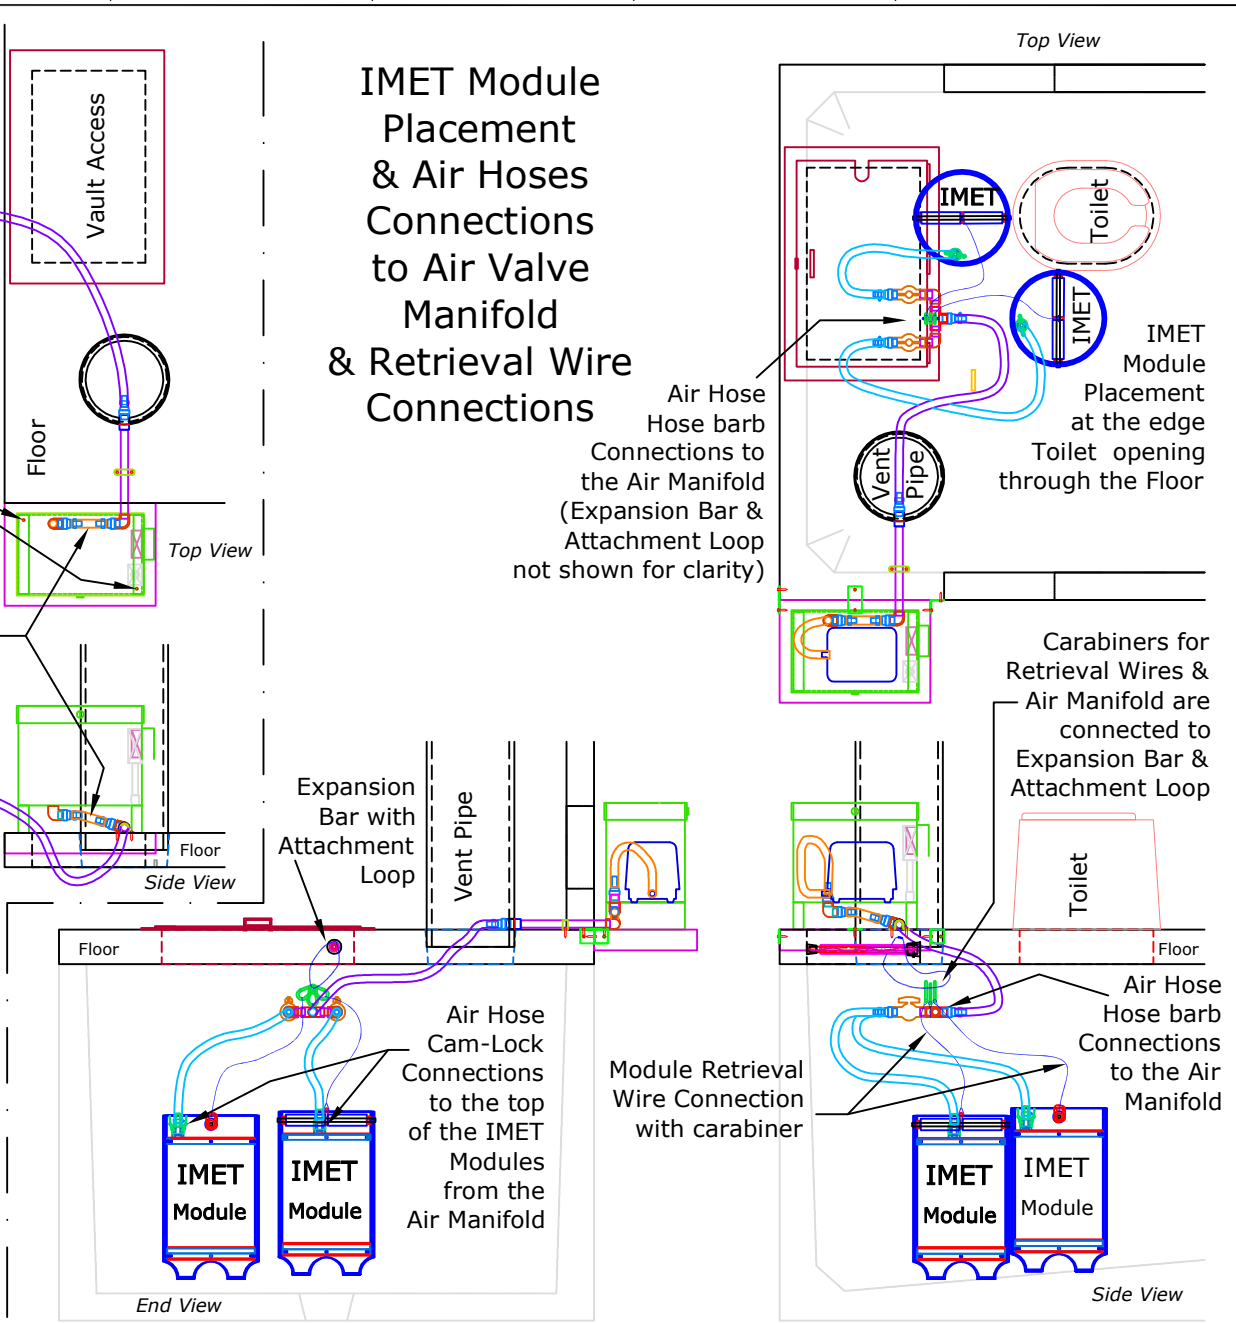 Top View
Vault Access
IMET Module
Placement
& Air Hoses
Connections
to Air Valve
Manifold
& Retrieval Wire
Connections
IMET
Toilet
IMET
IMET
Module
Placement
at the edge
Toilet opening
through the Floor
Air Hose
Hose barb
Connections to
the Air Manifold
(Expansion Bar &
Attachment Loop
not shown for clarity)
Vent
Pipe
Floor
Top View
Carabiners for
Retrieval Wires &
Air Manifold are
connected to
Expansion Bar &
Attachment Loop
Expansion
Bar with
Attachment
Loop
Vent Pipe
Floor
Side View
Toilet
Floor
Floor
Air Hose
Cam-Lock
Connections
to the top
of the IMET
Modules
from the
Air Manifold
Air Hose
Hose barb
Connections
to the Air
Manifold
Module Retrieval
Wire Connection
with carabiner
IMET
Module
IMET
Module
IMET
Module
IMET
Module
End View
Side View